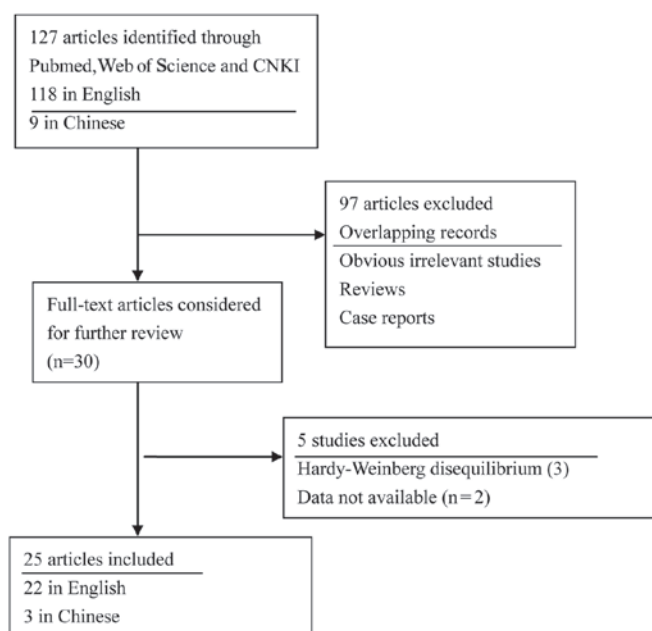 127 articles identified through
Pubmed,Web of Science and CNKI
118 in English
9 in Chinese
97 articles excluded
Overlapping records
Obvious irrelevant studies
Reviews
Case reports
Full-text articles considered
for further review
(n=30)
5 studies excluded
Hardy-Weinberg disequilibrium (3)
Data not available (n=2)
25 articles included
22 in English
3 in Chinese